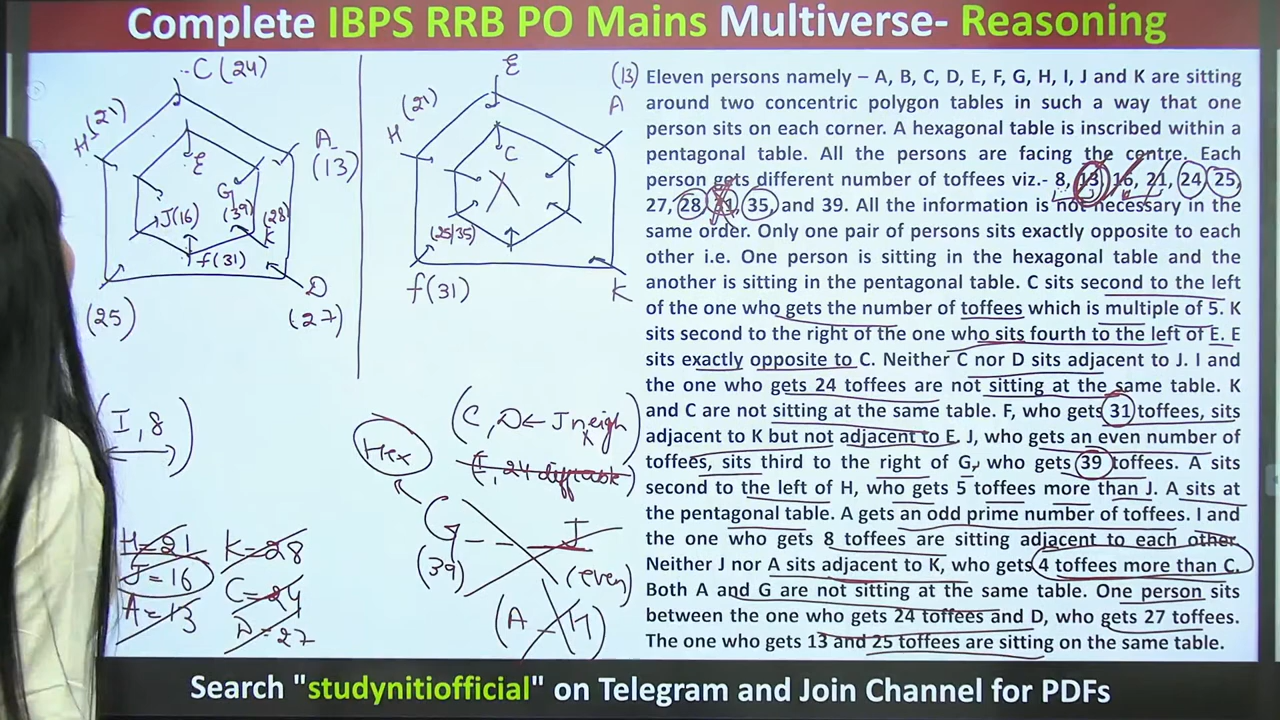 Complete IBPS RRB PO Mains Multiverse- Reasoning
C (24)
H (21)
A (13)
E
G (39)
J(16)
(28) K
f(31)
D (27)
(25)
E
(13) A
H (21)
C
(25/35)
f(31)
K
(I, 8)
H=21
J=16
A=13
K=28
C=24
D=27
Hex
(C, D← J neigh)
(I, 24 diff table)
G - - J
(39) (even)
(A - H)
Eleven persons namely – A, B, C, D, E, F, G, H, I, J and K are sitting
around two concentric polygon tables in such a way that one
person sits on each corner. A hexagonal table is inscribed within a
pentagonal table. All the persons are facing the centre. Each
person gets different number of toffees viz.- 8, 13, 16, 21, 24, 25,
27, 28, 31, 35, and 39. All the information is not necessary in the
same order. Only one pair of persons sits exactly opposite to each
other i.e. One person is sitting in the hexagonal table and the
another is sitting in the pentagonal table. C sits second to the left
of the one who gets the number of toffees which is multiple of 5. K
sits second to the right of the one who sits fourth to the left of E. E
sits exactly opposite to C. Neither C nor D sits adjacent to J. I and
the one who gets 24 toffees are not sitting at the same table. K
and C are not sitting at the same table. F, who gets 31 toffees, sits
adjacent to K but not adjacent to E. J, who gets an even number of
toffees, sits third to the right of G, who gets 39 toffees. A sits
second to the left of H, who gets 5 toffees more than J. A sits at
the pentagonal table. A gets an odd prime number of toffees. I and
the one who gets 8 toffees are sitting adjacent to each other.
Neither J nor A sits adjacent to K, who gets 4 toffees more than C.
Both A and G are not sitting at the same table. One person sits
between the one who gets 24 toffees and D, who gets 27 toffees.
The one who gets 13 and 25 toffees are sitting on the same table.
Search "studynitiofficial" on Telegram and Join Channel for PDFs